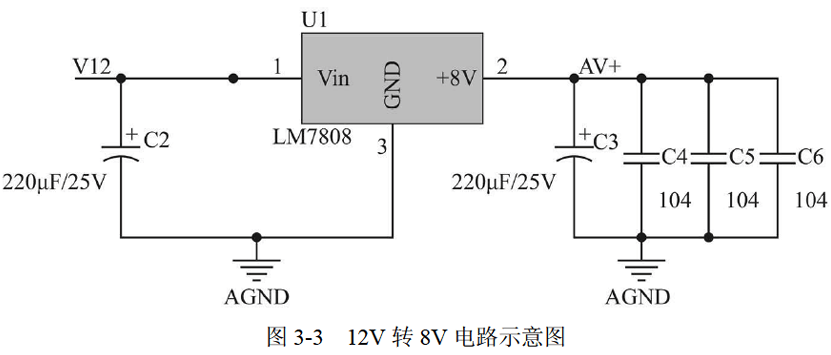 U1
V12
1
Vin
GND
+8V
2
AV+
LM7808
3
+
C2
220μF/25V
+
C3
220μF/25V
C4
104
C5
104
C6
104
AGND
AGND
图 3-3 12V 转 8V 电路示意图